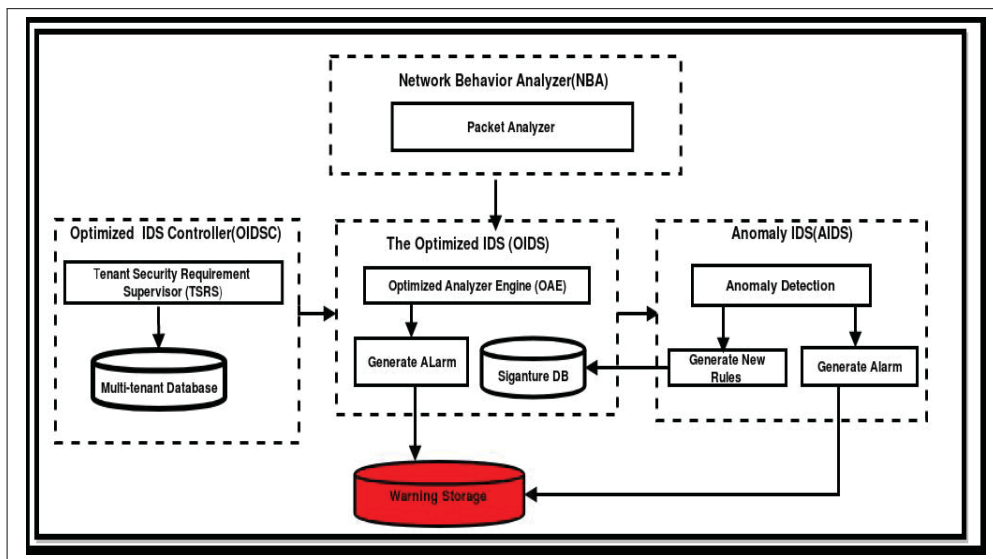 Network Behavior Analyzer(NBA)
Packet Analyzer
Optimized IDS Controller(OIDSC)
Tenant Security Requirement
Supervisor (TSRS)
Multi-tenant Database
The Optimized IDS (OIDS)
Optimized Analyzer Engine (OAE)
Generate ALarm
Siganture DB
Anomaly IDS(AIDS)
Anomaly Detection
Generate New
Rules
Generate Alarm
Warning Storage